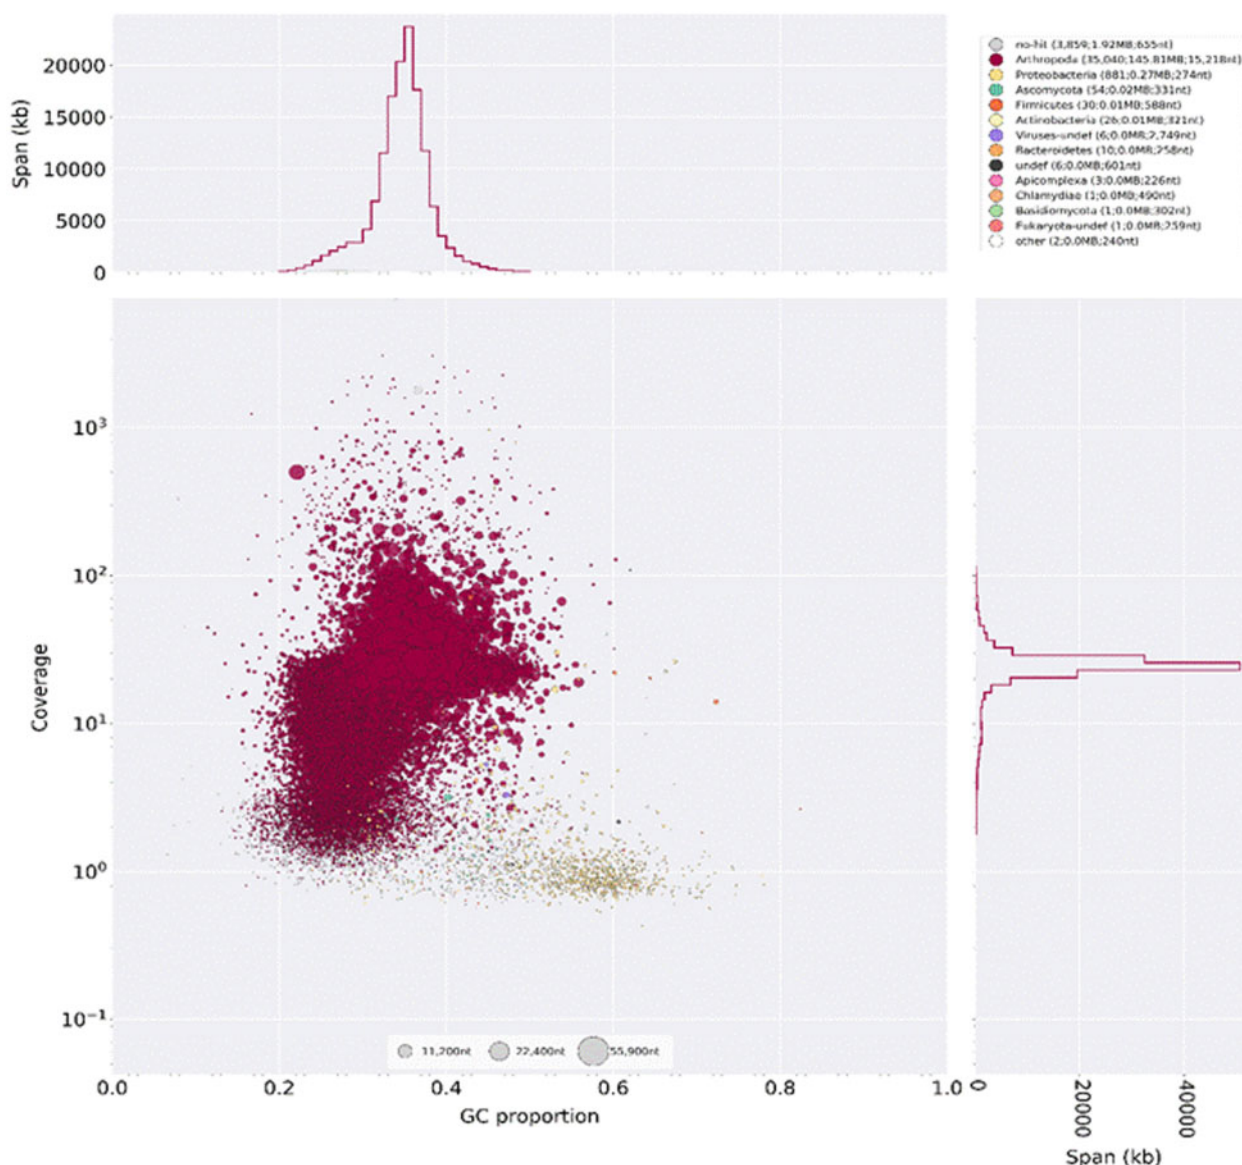 20000
15000
10000
5000
0
Span (kb)
no-hit (3,859;1.92MB;655nt)
Arthropoda (35,040;145.81MB;15,218nt)
Proteobacteria (881;0.27MB;274nt)
Ascomycota (54;0.02MB;331nt)
Firmicutes (30;0.01MB;588nt)
Actinobacteria (26;0.01MB;321nt)
Viruses-undef (6;0.0MB;2,749nt)
Bacteroidetes (10;0.0MB;258nt)
undef (6;0.0MB;601nt)
Apicomplexa (3;0.0MB;226nt)
Chlamydiae (1;0.0MB;490nt)
Basidiomycota (1;0.0MB;302nt)
Eukaryota-undef (1;0.0MB;259nt)
other (2;0.0MB;240nt)
10³
10²
10¹
10⁰
10⁻¹
Coverage
11,200nt 22,400nt 55,900nt
0.0 0.2 0.4 0.6 0.8 1.0
GC proportion
0 20000 40000
Span (kb)